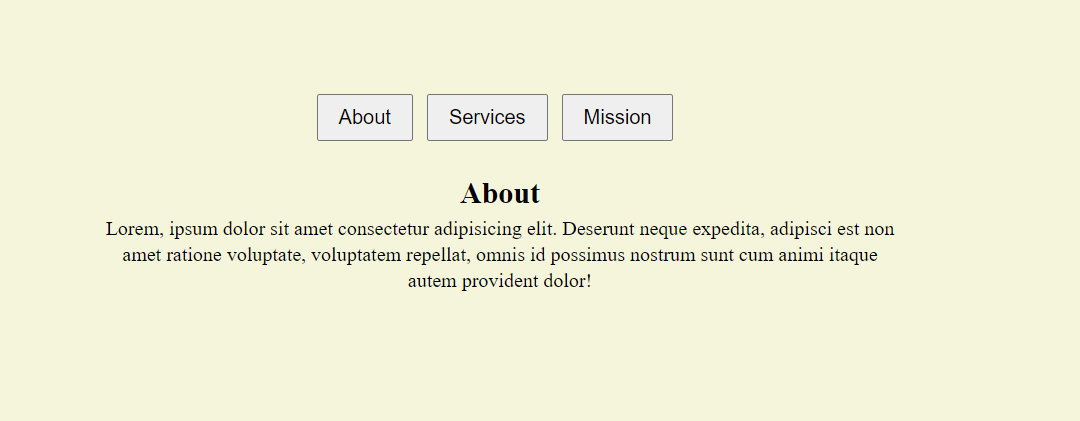 About Services Mission
About
Lorem, ipsum dolor sit amet consectetur adipisicing elit. Deserunt neque expedita, adipisci est non
amet ratione voluptate, voluptatem repellat, omnis id possimus nostrum sunt cum animi itaque
autem provident dolor!